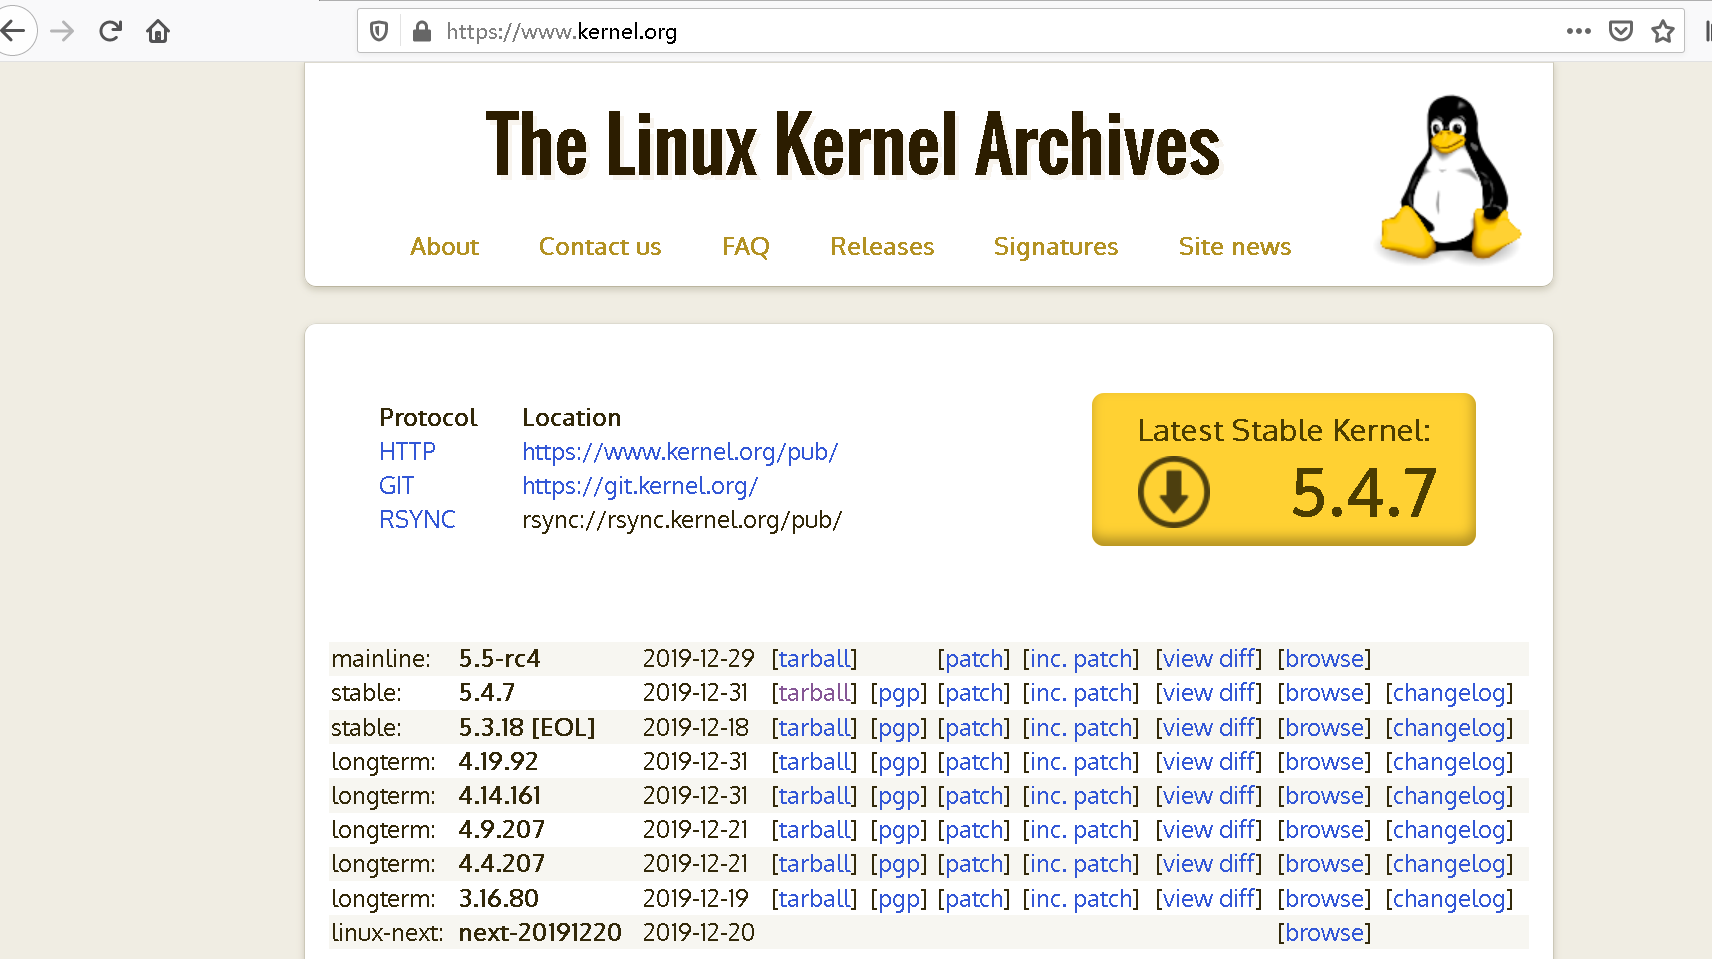 https://www.kernel.org
The Linux Kernel Archives
About Contact us FAQ Releases Signatures Site news
Protocol Location
HTTP https://www.kernel.org/pub/
GIT https://git.kernel.org/
RSYNC rsync://rsync.kernel.org/pub/
Latest Stable Kernel:
5.4.7
mainline: 5.5-rc4 2019-12-29 [tarball] [patch] [inc. patch] [view diff] [browse]
stable: 5.4.7 2019-12-31 [tarball] [pgp] [patch] [inc. patch] [view diff] [browse] [changelog]
stable: 5.3.18 [EOL] 2019-12-18 [tarball] [pgp] [patch] [inc. patch] [view diff] [browse] [changelog]
longterm: 4.19.92 2019-12-31 [tarball] [pgp] [patch] [inc. patch] [view diff] [browse] [changelog]
longterm: 4.14.161 2019-12-31 [tarball] [pgp] [patch] [inc. patch] [view diff] [browse] [changelog]
longterm: 4.9.207 2019-12-21 [tarball] [pgp] [patch] [inc. patch] [view diff] [browse] [changelog]
longterm: 4.4.207 2019-12-21 [tarball] [pgp] [patch] [inc. patch] [view diff] [browse] [changelog]
longterm: 3.16.80 2019-12-19 [tarball] [pgp] [patch] [inc. patch] [view diff] [browse] [changelog]
linux-next: next-20191220 2019-12-20 [browse]